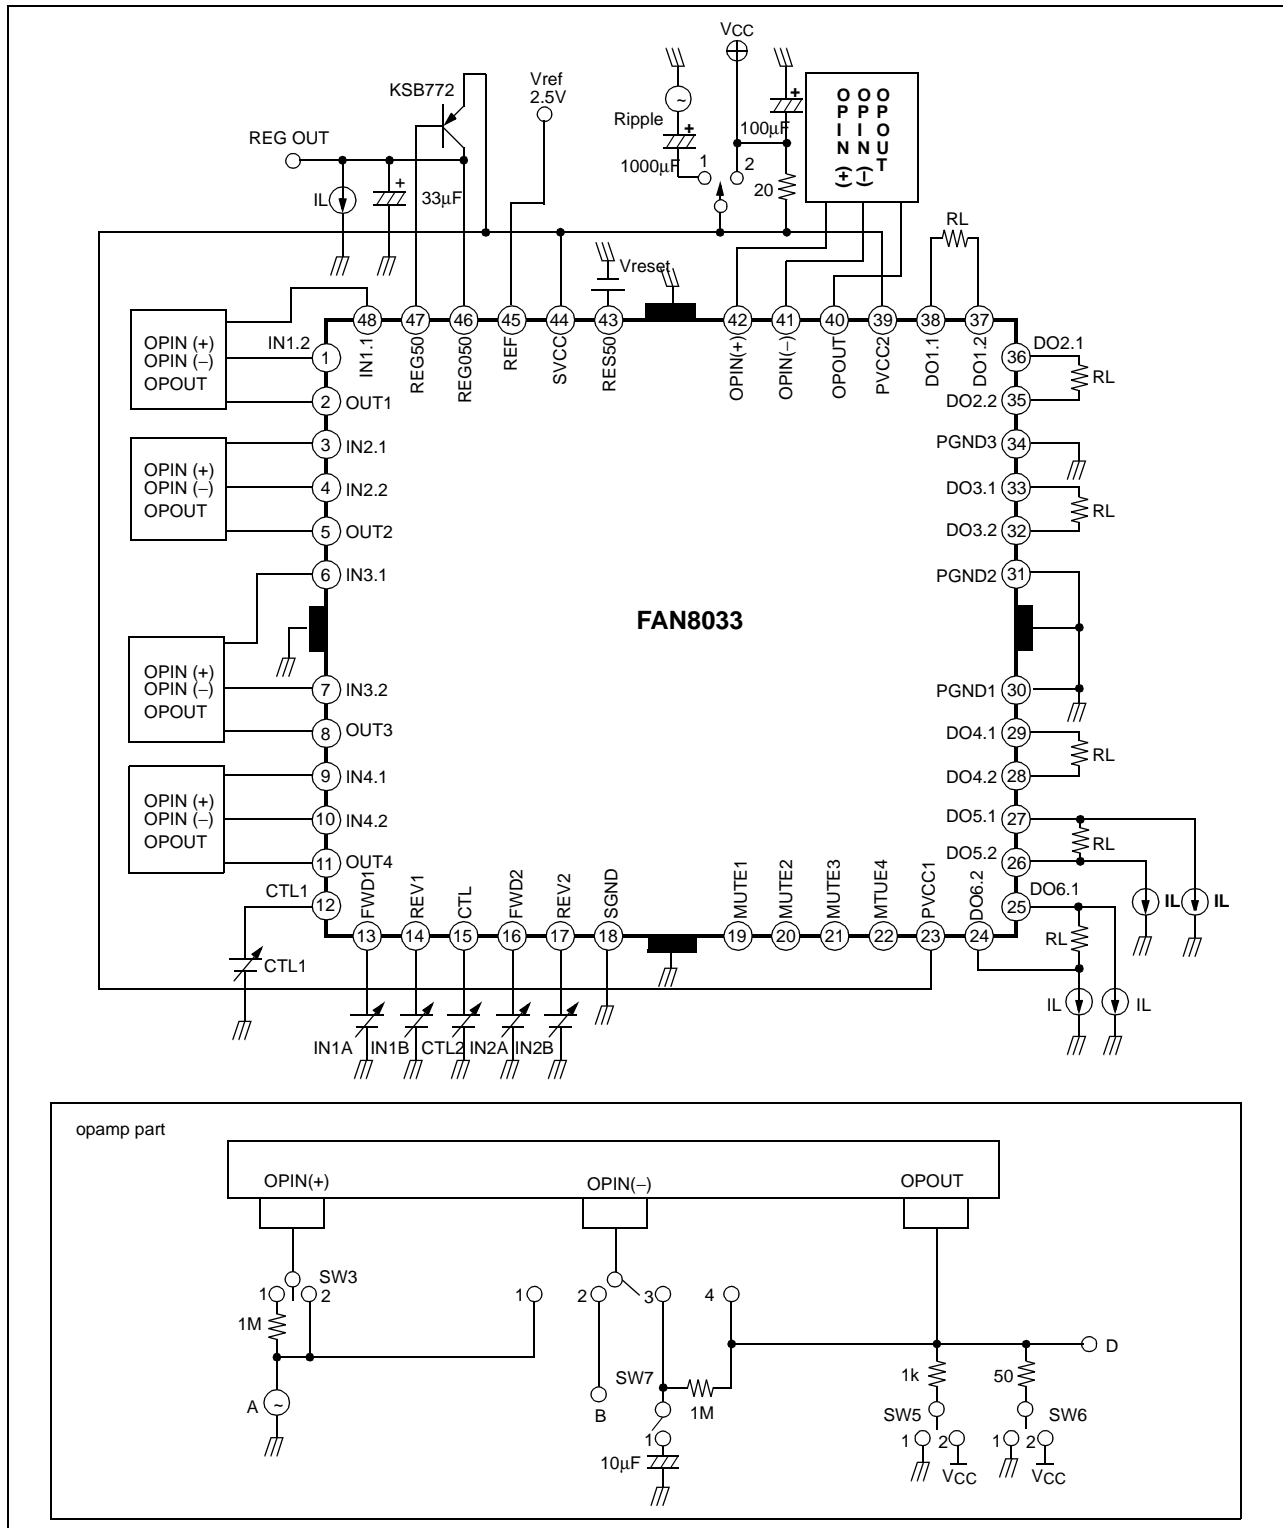 VCC
KSB772
Vref
2.5V
Ripple
1000µF
100µF
OPIN (+)
OPIN (−)
OPOUT
REG OUT
IL
33µF
1
2
20
RL
Vreset
48
47
46
45
44
43
42
41
40
39
38
37
IN1.1
REG50
REG050
REF
SVCC
RES50
OPIN(+)
OPIN(−)
OPOUT
PVCC2
DO1.1
DO1.2
OPIN (+)
OPIN (−)
OPOUT
IN1.2
1
2
OUT1
OPIN (+)
OPIN (−)
OPOUT
3
IN2.1
4
IN2.2
5
OUT2
6
IN3.1
OPIN (+)
OPIN (−)
OPOUT
7
IN3.2
8
OUT3
OPIN (+)
OPIN (−)
OPOUT
9
IN4.1
10
IN4.2
11
OUT4
CTL1
12
CTL1
FAN8033
36
DO2.1
RL
DO2.2
35
PGND3
34
DO3.1
33
RL
DO3.2
32
PGND2
31
PGND1
30
DO4.1
29
RL
DO4.2
28
DO5.1
27
RL
DO5.2
26
IL
IL
DO6.1
25
RL
IL
IL
FWD1
REV1
CTL
FWD2
REV2
SGND
MUTE1
MUTE2
MUTE3
MTUE4
PVCC1
DO6.2
13
14
15
16
17
18
19
20
21
22
23
24
IN1A
IN1B
CTL2
IN2A
IN2B
opamp part
OPIN(+)
OPIN(−)
OPOUT
SW3
1
2
1M
A
1
2
3
4
B
SW7
1M
1
10µF
D
1k
50
SW5
1
2
VCC
SW6
1
2
VCC